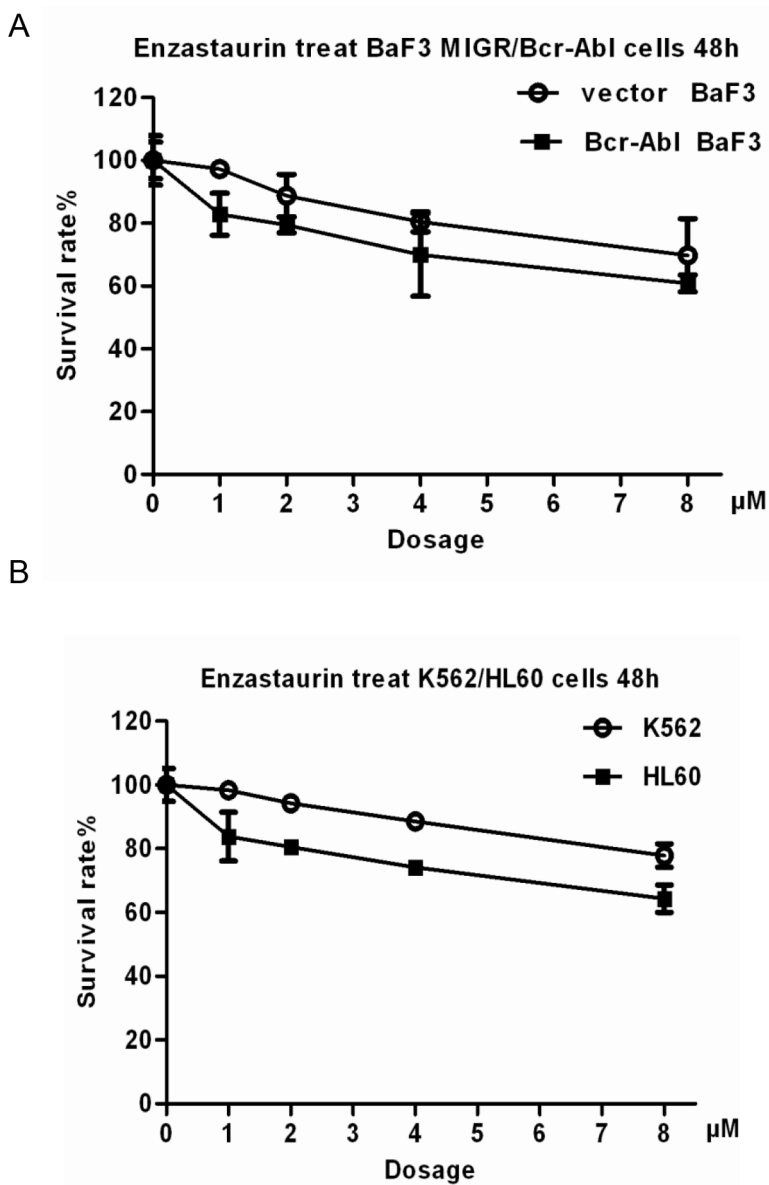 A
Enzastaurin treat BaF3 MIGR/Bcr-Abl cells 48h
vector BaF3
Bcr-Abl BaF3
120
100
80
60
40
20
0
Survival rate%
0 1 2 3 4 5 6 7 8 μM
Dosage
B
Enzastaurin treat K562/HL60 cells 48h
K562
HL60
120
100
80
60
40
20
0
Survival rate%
0 1 2 3 4 5 6 7 8 μM
Dosage